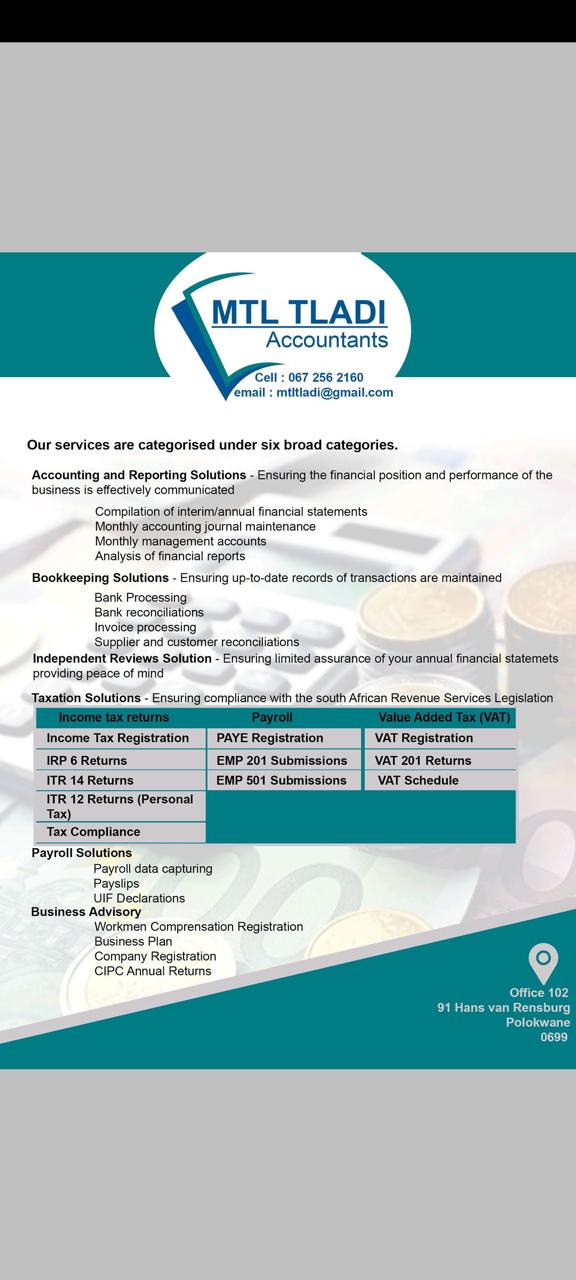 MTL TLADI
Accountants
Cell : 067 256 2160
email : mtltladi@gmail.com
Our services are categorised under six broad categories.
Accounting and Reporting Solutions - Ensuring the financial position and performance of the
business is effectively communicated
Compilation of interim/annual financial statements
Monthly accounting journal maintenance
Monthly management accounts
Analysis of financial reports
Bookkeeping Solutions - Ensuring up-to-date records of transactions are maintained
Bank Processing
Bank reconciliations
Invoice processing
Supplier and customer reconciliations
Independent Reviews Solution - Ensuring limited assurance of your annual financial statemets
providing peace of mind
Taxation Solutions - Ensuring compliance with the south African Revenue Services Legislation
Income tax returns Payroll Value Added Tax (VAT)
Income Tax Registration PAYE Registration VAT Registration
IRP 6 Returns EMP 201 Submissions VAT 201 Returns
ITR 14 Returns EMP 501 Submissions VAT Schedule
ITR 12 Returns (Personal
Tax)
Tax Compliance
Payroll Solutions
Payroll data capturing
Payslips
UIF Declarations
Business Advisory
Workmen Comprensation Registration
Business Plan
Company Registration
CIPC Annual Returns
Office 102
91 Hans van Rensburg
Polokwane
0699